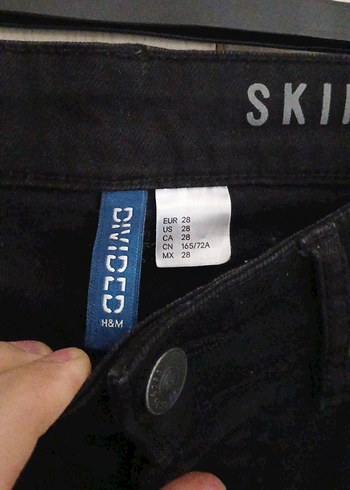 SKI
DIVIDED
H&M
EUR 28
US 28
CA 28
CN 165/72A
MX 28